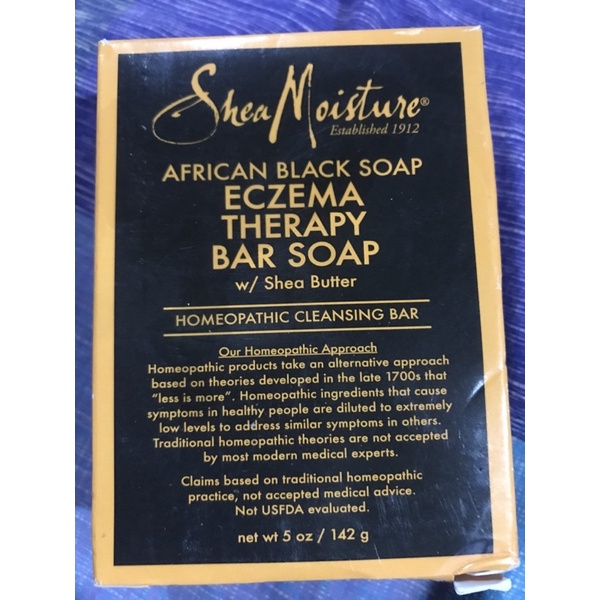 Shea Moisture®
Established 1912
AFRICAN BLACK SOAP
ECZEMA
THERAPY
BAR SOAP
w/ Shea Butter
HOMEOPATHIC CLEANSING BAR
Our Homeopathic Approach
Homeopathic products take an alternative approach
based on theories developed in the late 1700s that
“less is more”. Homeopathic ingredients that cause
symptoms in healthy people are diluted to extremely
low levels to address similar symptoms in others.
Traditional homeopathic theories are not accepted
by most modern medical experts.
Claims based on traditional homeopathic
practice, not accepted medical advice.
Not USFDA evaluated.
net wt 5 oz / 142 g